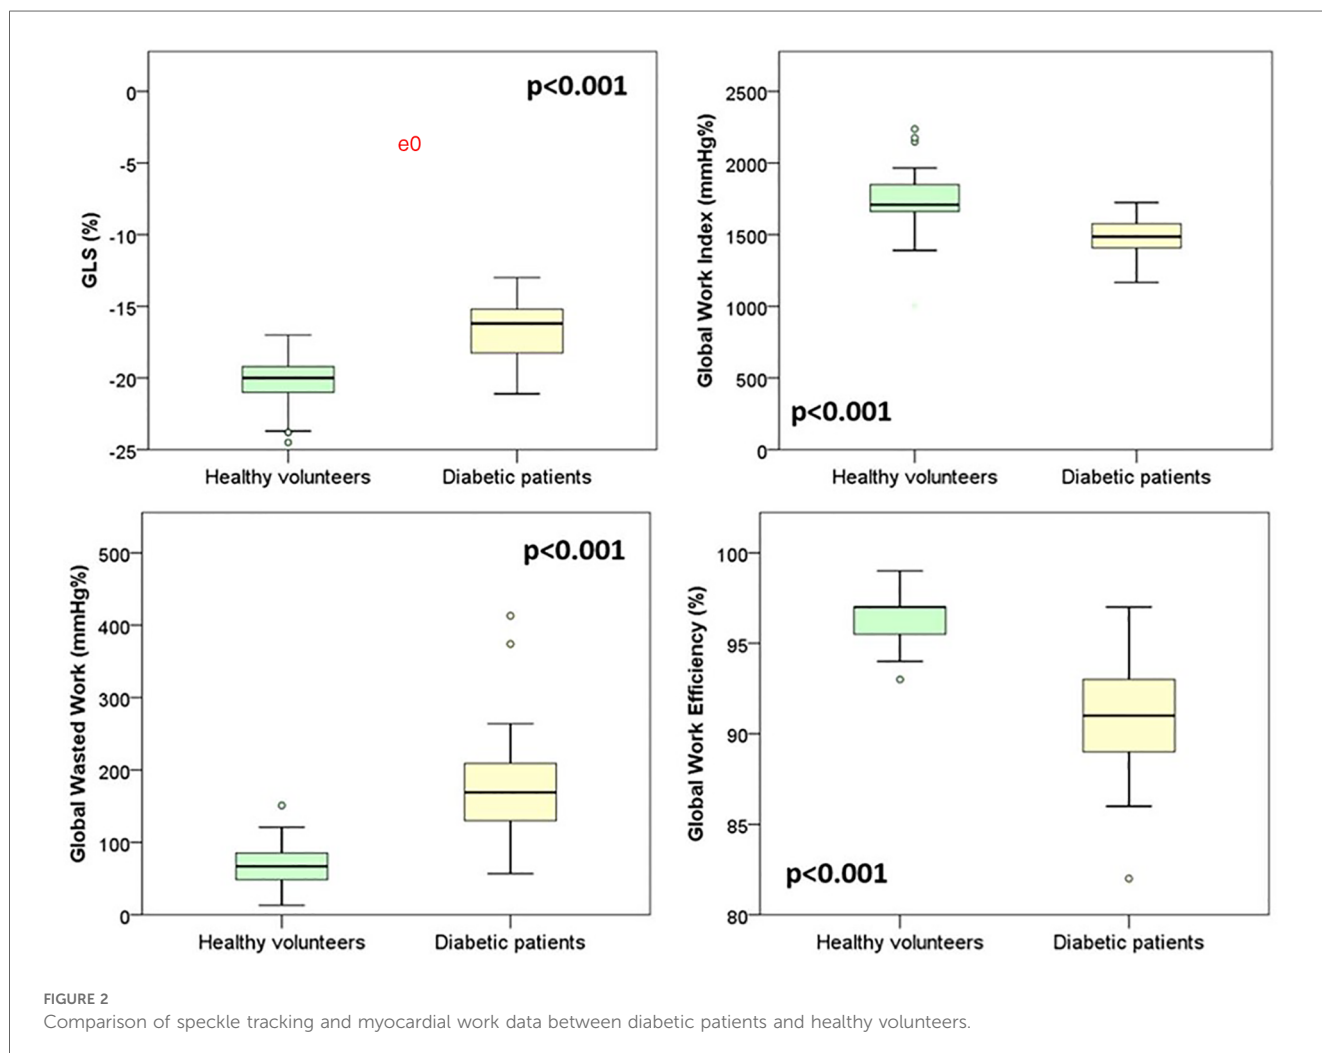 p<0.001
e0
0
-5
-10
-15
-20
-25
GLS (%)
Healthy volunteers
Diabetic patients
2500
2000
1500
1000
500
0
Global Work Index (mmHg%)
p<0.001
Healthy volunteers
Diabetic patients
p<0.001
500
400
300
200
100
0
Global Wasted Work (mmHg%)
Healthy volunteers
Diabetic patients
100
95
90
85
80
Global Work Efficiency (%)
p<0.001
Healthy volunteers
Diabetic patients
FIGURE 2
Comparison of speckle tracking and myocardial work data between diabetic patients and healthy volunteers.